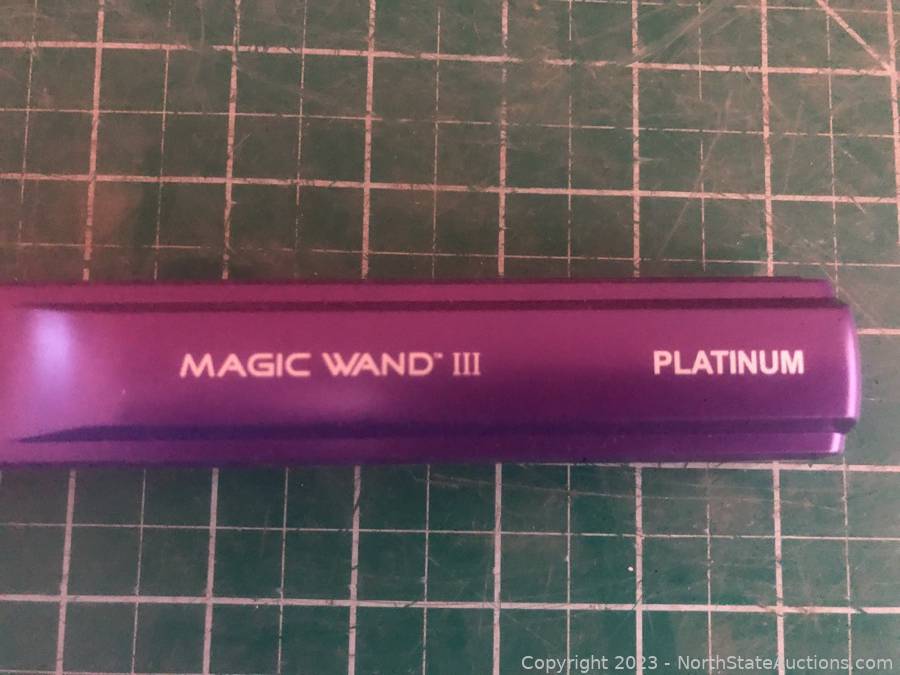 MAGIC WAND™ III PLATINUM
Copyright 2023 - NorthStateAuctions.com